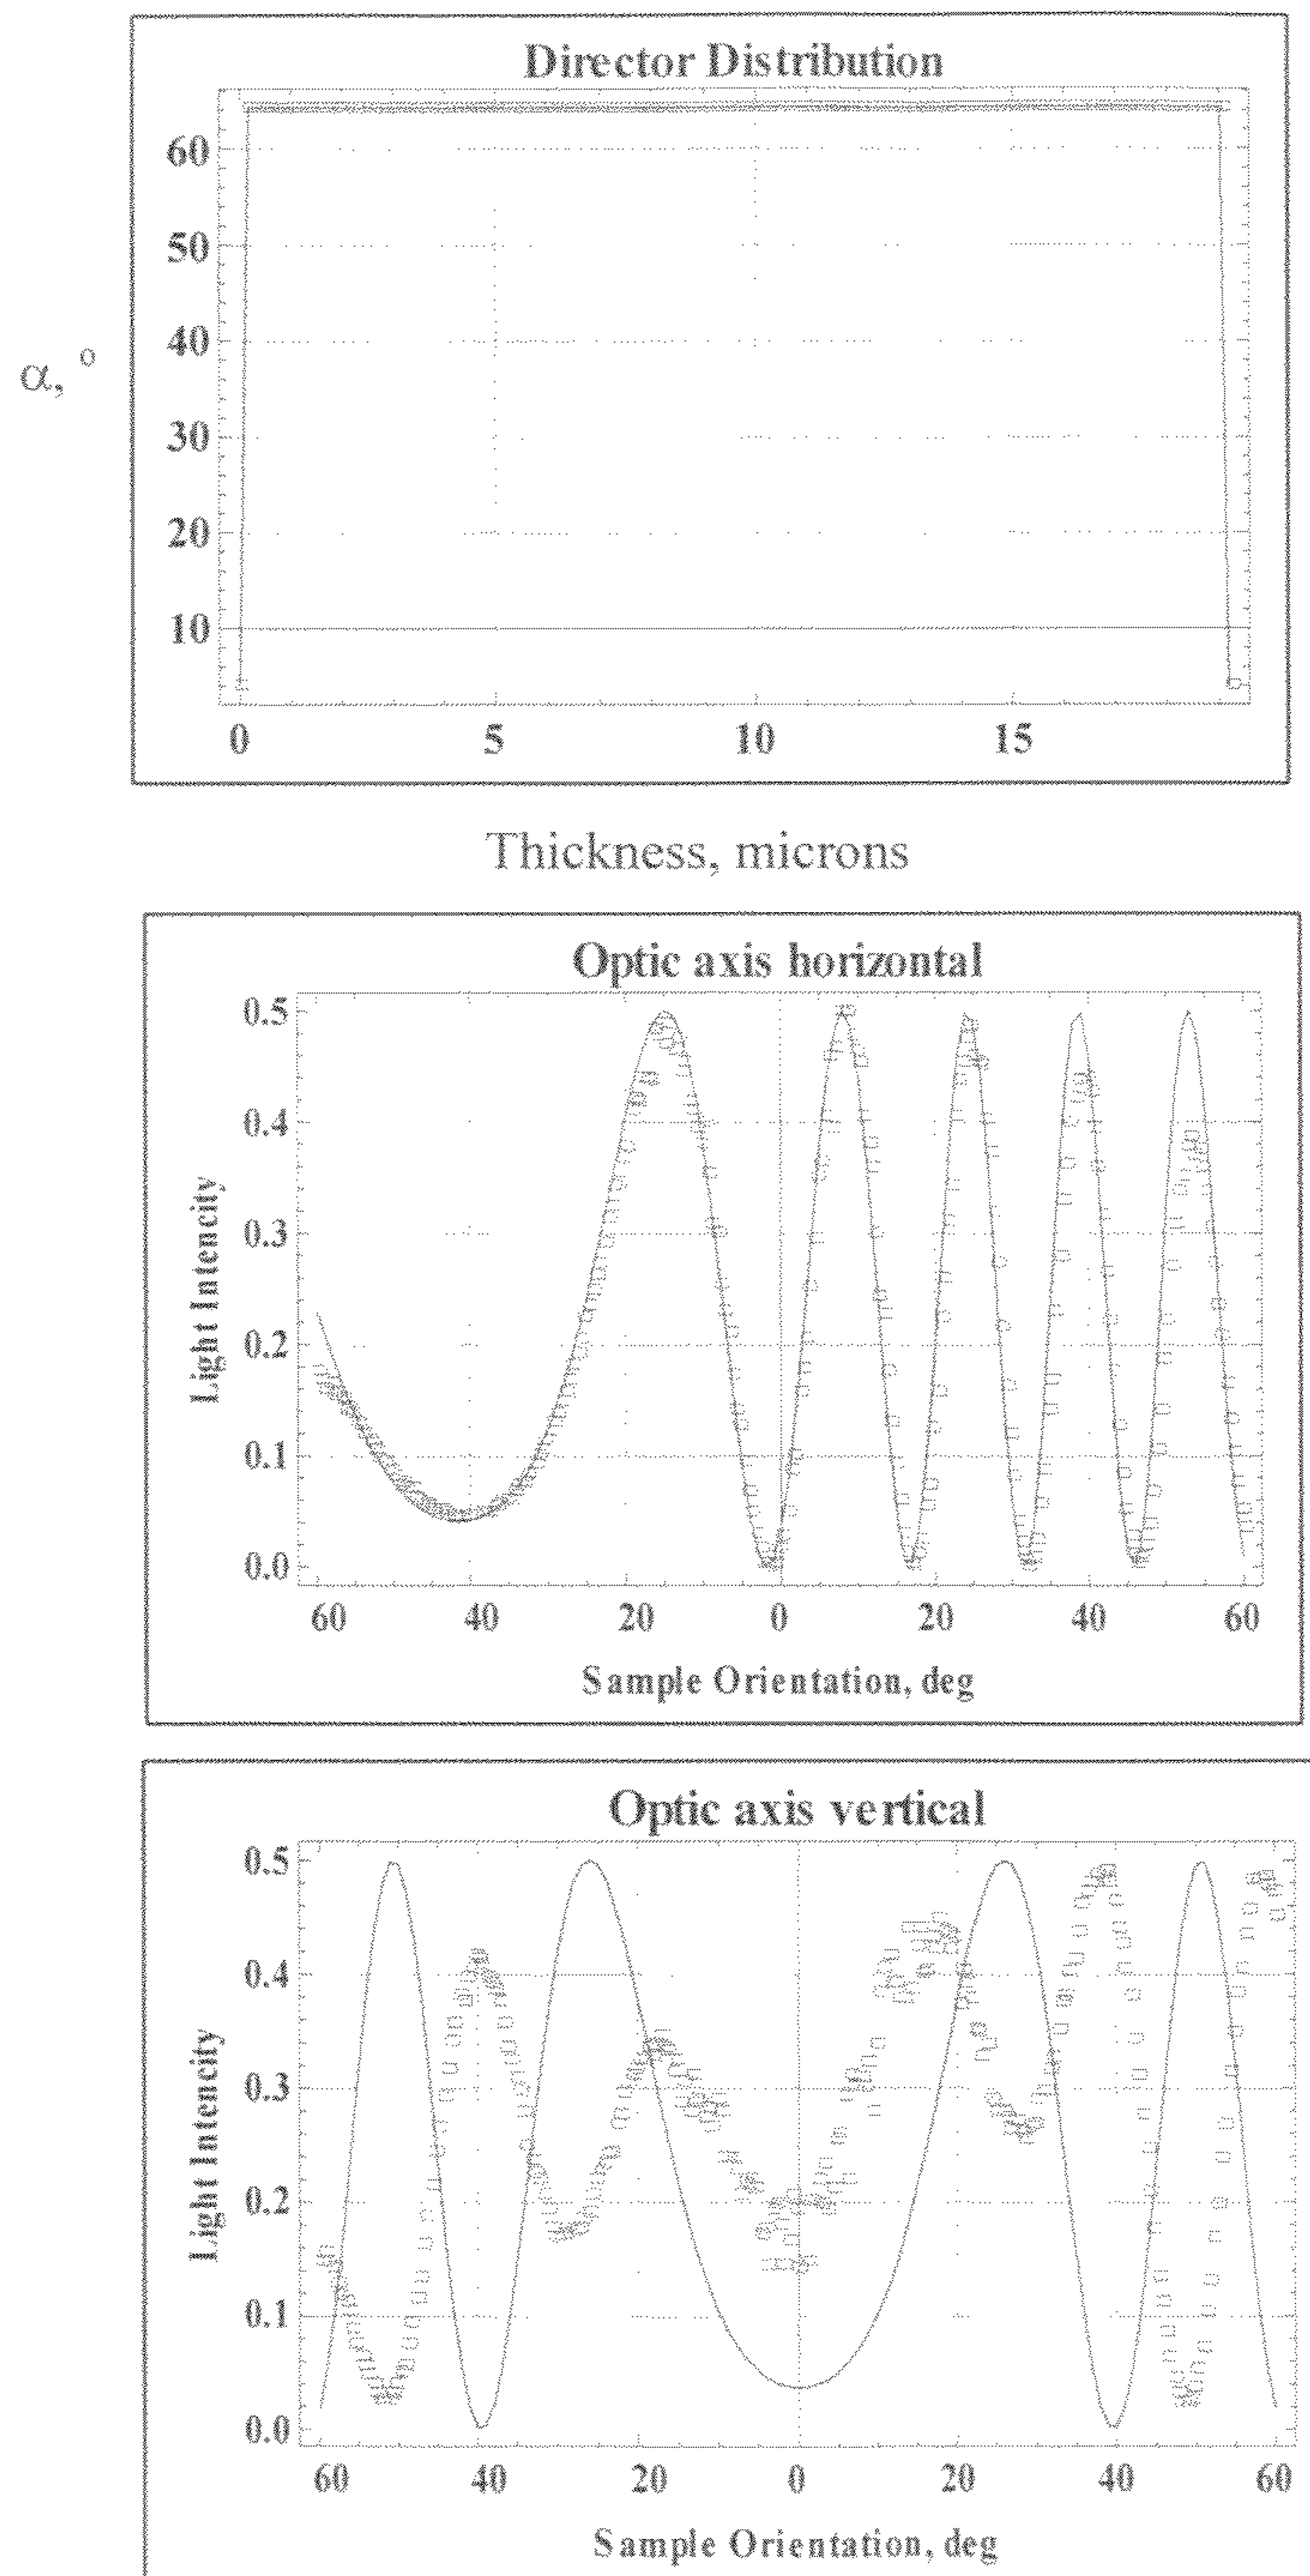 Director Distribution
60
50
40
30
20
10
α, °
0 5 10 15
Thickness, microns
Optic axis horizontal
0.5
0.4
0.3
0.2
0.1
0.0
Light Intencity
60 40 20 0 20 40 60
Sample Orientation, deg
Optic axis vertical
0.5
0.4
0.3
0.2
0.1
0.0
Light Intencity
60 40 20 0 20 40 60
Sample Orientation, deg